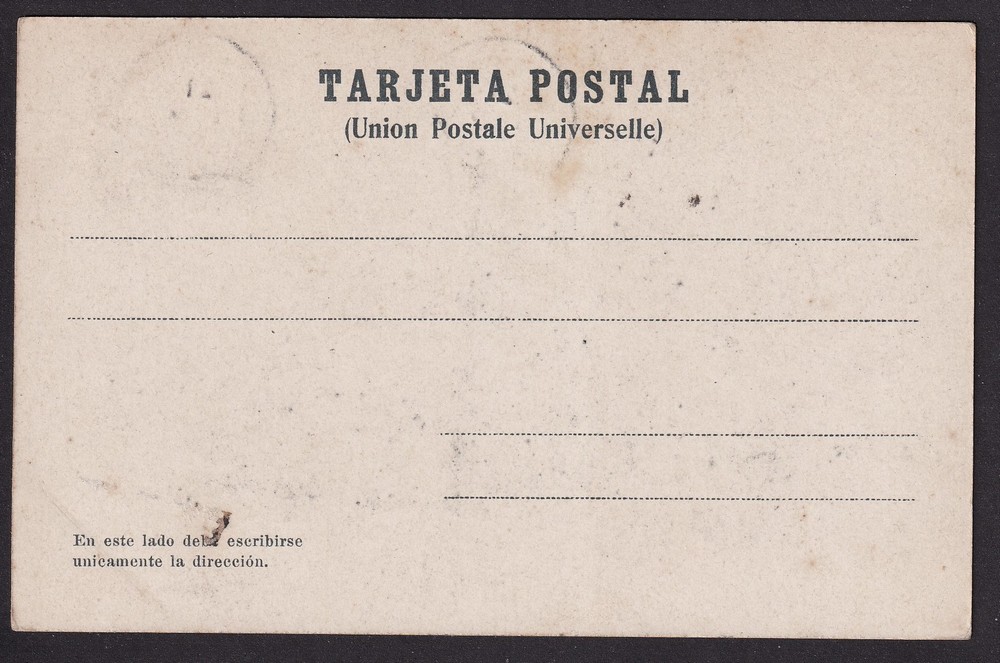 TARJETA POSTAL
(Union Postale Universelle)
En este lado debe escribirse
unicamente la dirección.